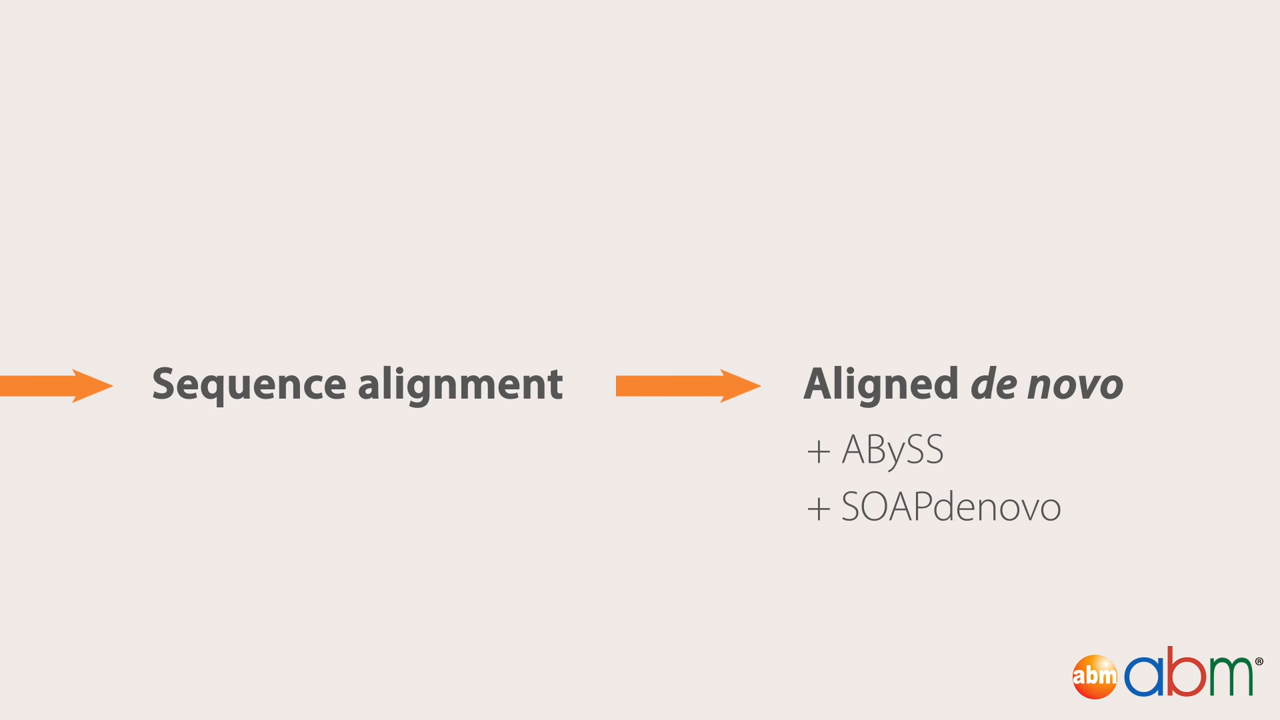 Sequence alignment
Aligned de novo
+ ABySS
+ SOAPdenovo
abm abm®